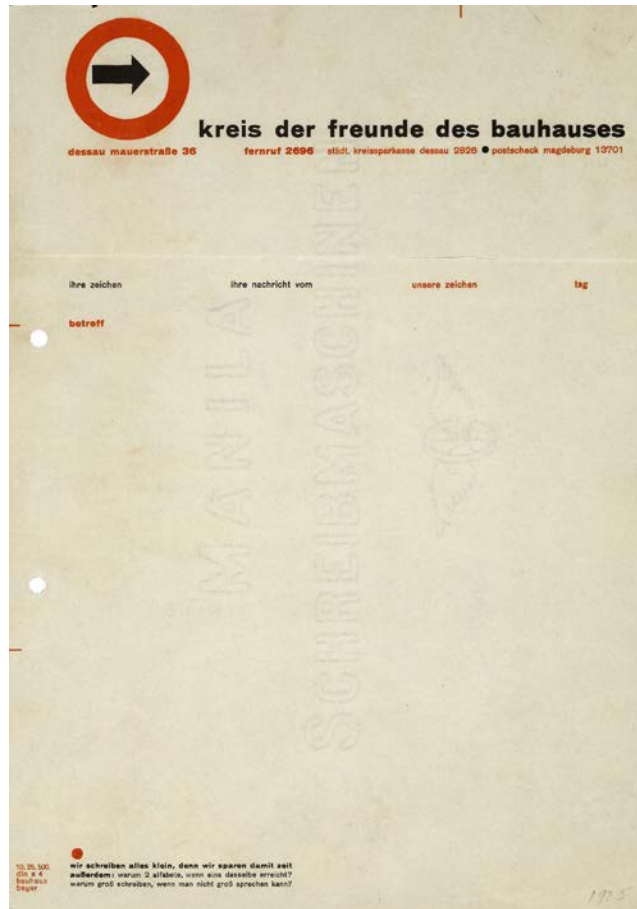 kreis der freunde des bauhauses
dessau mauerstraße 36 fernruf 2696 städt. kreissparkasse dessau 2826 ● postscheck magdeburg 13701
ihre zeichen ihre nachricht vom unsere zeichen tag
betreff
MANILA
SCHREIBMASCHINEN
wir schreiben alles klein, denn wir sparen damit zeit
außerdem: warum 2 alfabete, wenn eins dasselbe erreicht?
warum groß schreiben, wenn man nicht groß sprechen kann?
10. 25. 500.
din a 4
bauhaus
bayer
1925